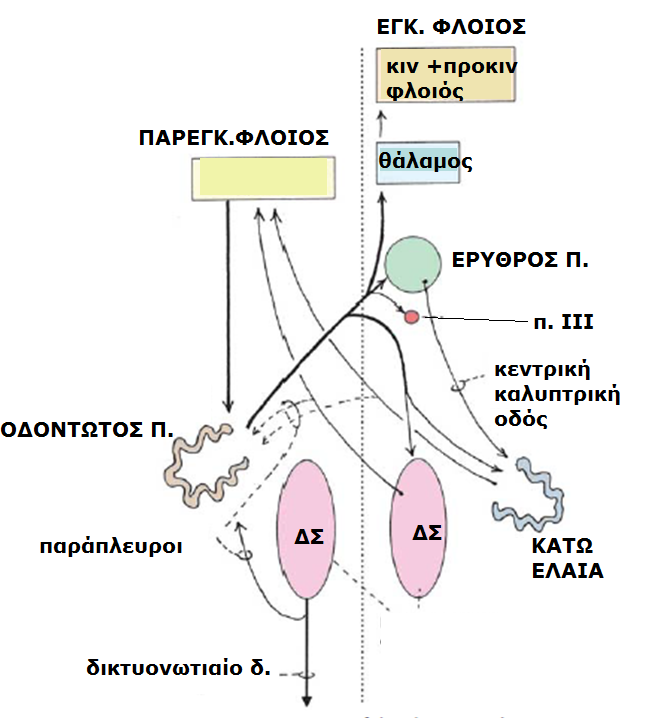 ΕΓΚ. ΦΛΟΙΟΣ
κιν +προκιν
φλοιός
ΠΑΡΕΓΚ.ΦΛΟΙΟΣ
θάλαμος
ΕΡΥΘΡΟΣ Π.
π. ΙΙΙ
κεντρική
καλυπτρική
οδός
ΟΔΟΝΤΩΤΟΣ Π.
ΔΣ
ΔΣ
παράπλευροι
ΚΑΤΩ
ΕΛΑΙΑ
δικτυονωτιαίο δ.